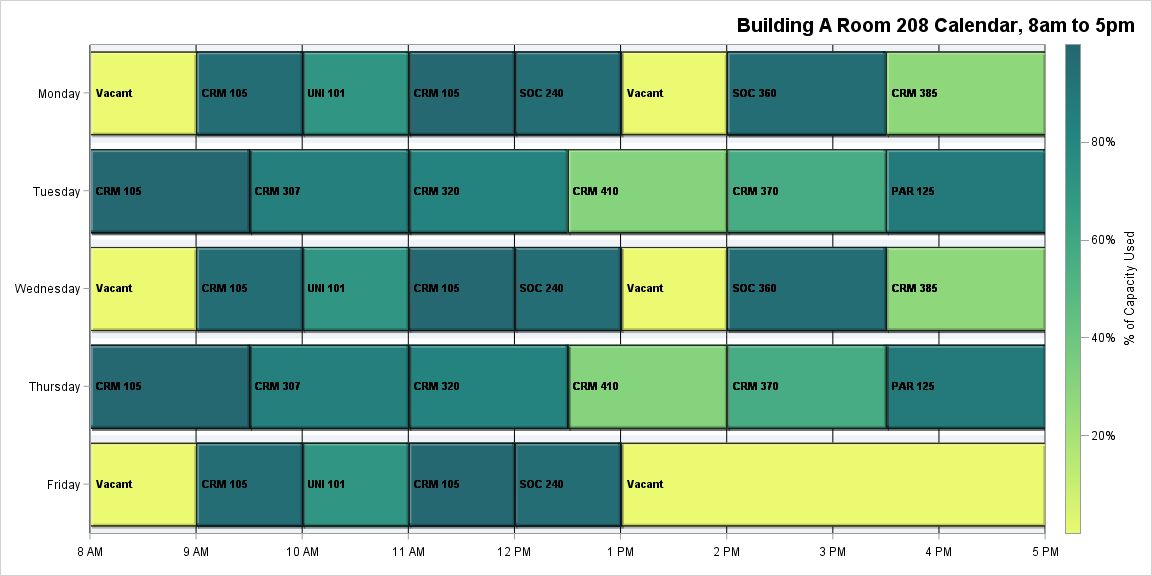 Building A Room 208 Calendar, 8am to 5pm
Monday
Vacant
CRM 105
UNI 101
CRM 105
SOC 240
Vacant
SOC 360
CRM 385
Tuesday
CRM 105
CRM 307
CRM 320
CRM 410
CRM 370
PAR 125
Wednesday
Vacant
CRM 105
UNI 101
CRM 105
SOC 240
Vacant
SOC 360
CRM 385
Thursday
CRM 105
CRM 307
CRM 320
CRM 410
CRM 370
PAR 125
Friday
Vacant
CRM 105
UNI 101
CRM 105
SOC 240
Vacant
8 AM
9 AM
10 AM
11 AM
12 PM
1 PM
2 PM
3 PM
4 PM
5 PM
80%
60%
40%
20%
% of Capacity Used